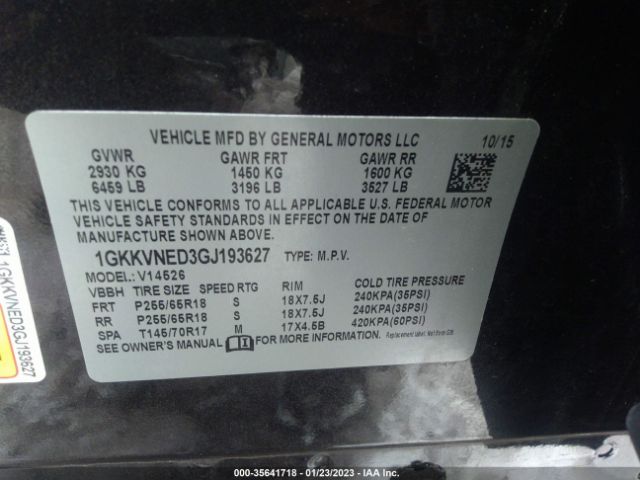 VEHICLE MFD BY GENERAL MOTORS LLC 10/15
GVWR GAWR FRT GAWR RR
2930 KG 1450 KG 1600 KG
6459 LB 3196 LB 3527 LB
THIS VEHICLE CONFORMS TO ALL APPLICABLE U.S. FEDERAL MOTOR
VEHICLE SAFETY STANDARDS IN EFFECT ON THE DATE OF
MANUFACTURE SHOWN ABOVE.
1GKKVNED3GJ193627 TYPE: M.P.V.
MODEL: V14526
VBBH TIRE SIZE SPEED RTG RIM COLD TIRE PRESSURE
FRT P255/65R18 S 18X7.5J 240KPA(35PSI)
RR P255/65R18 S 18X7.5J 240KPA(35PSI)
SPA T145/70R17 M 17X4.5B 420KPA(60PSI)
SEE OWNER'S MANUAL FOR MORE INFORMATION.
Replacement label,
1GKKVNED3GJ193627
000-35641718 - 01/23/2023 - © IAA Inc.